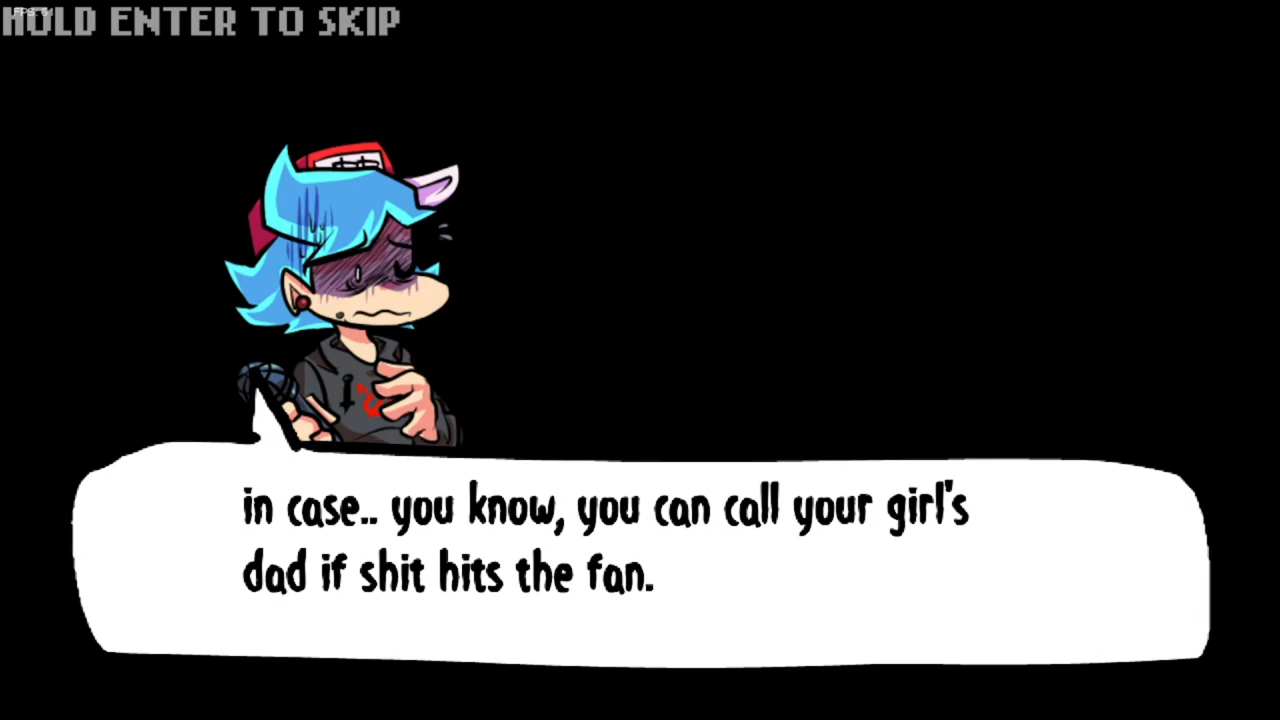 HOLD ENTER TO SKIP
in case.. you know, you can call your girl's
dad if shit hits the fan.